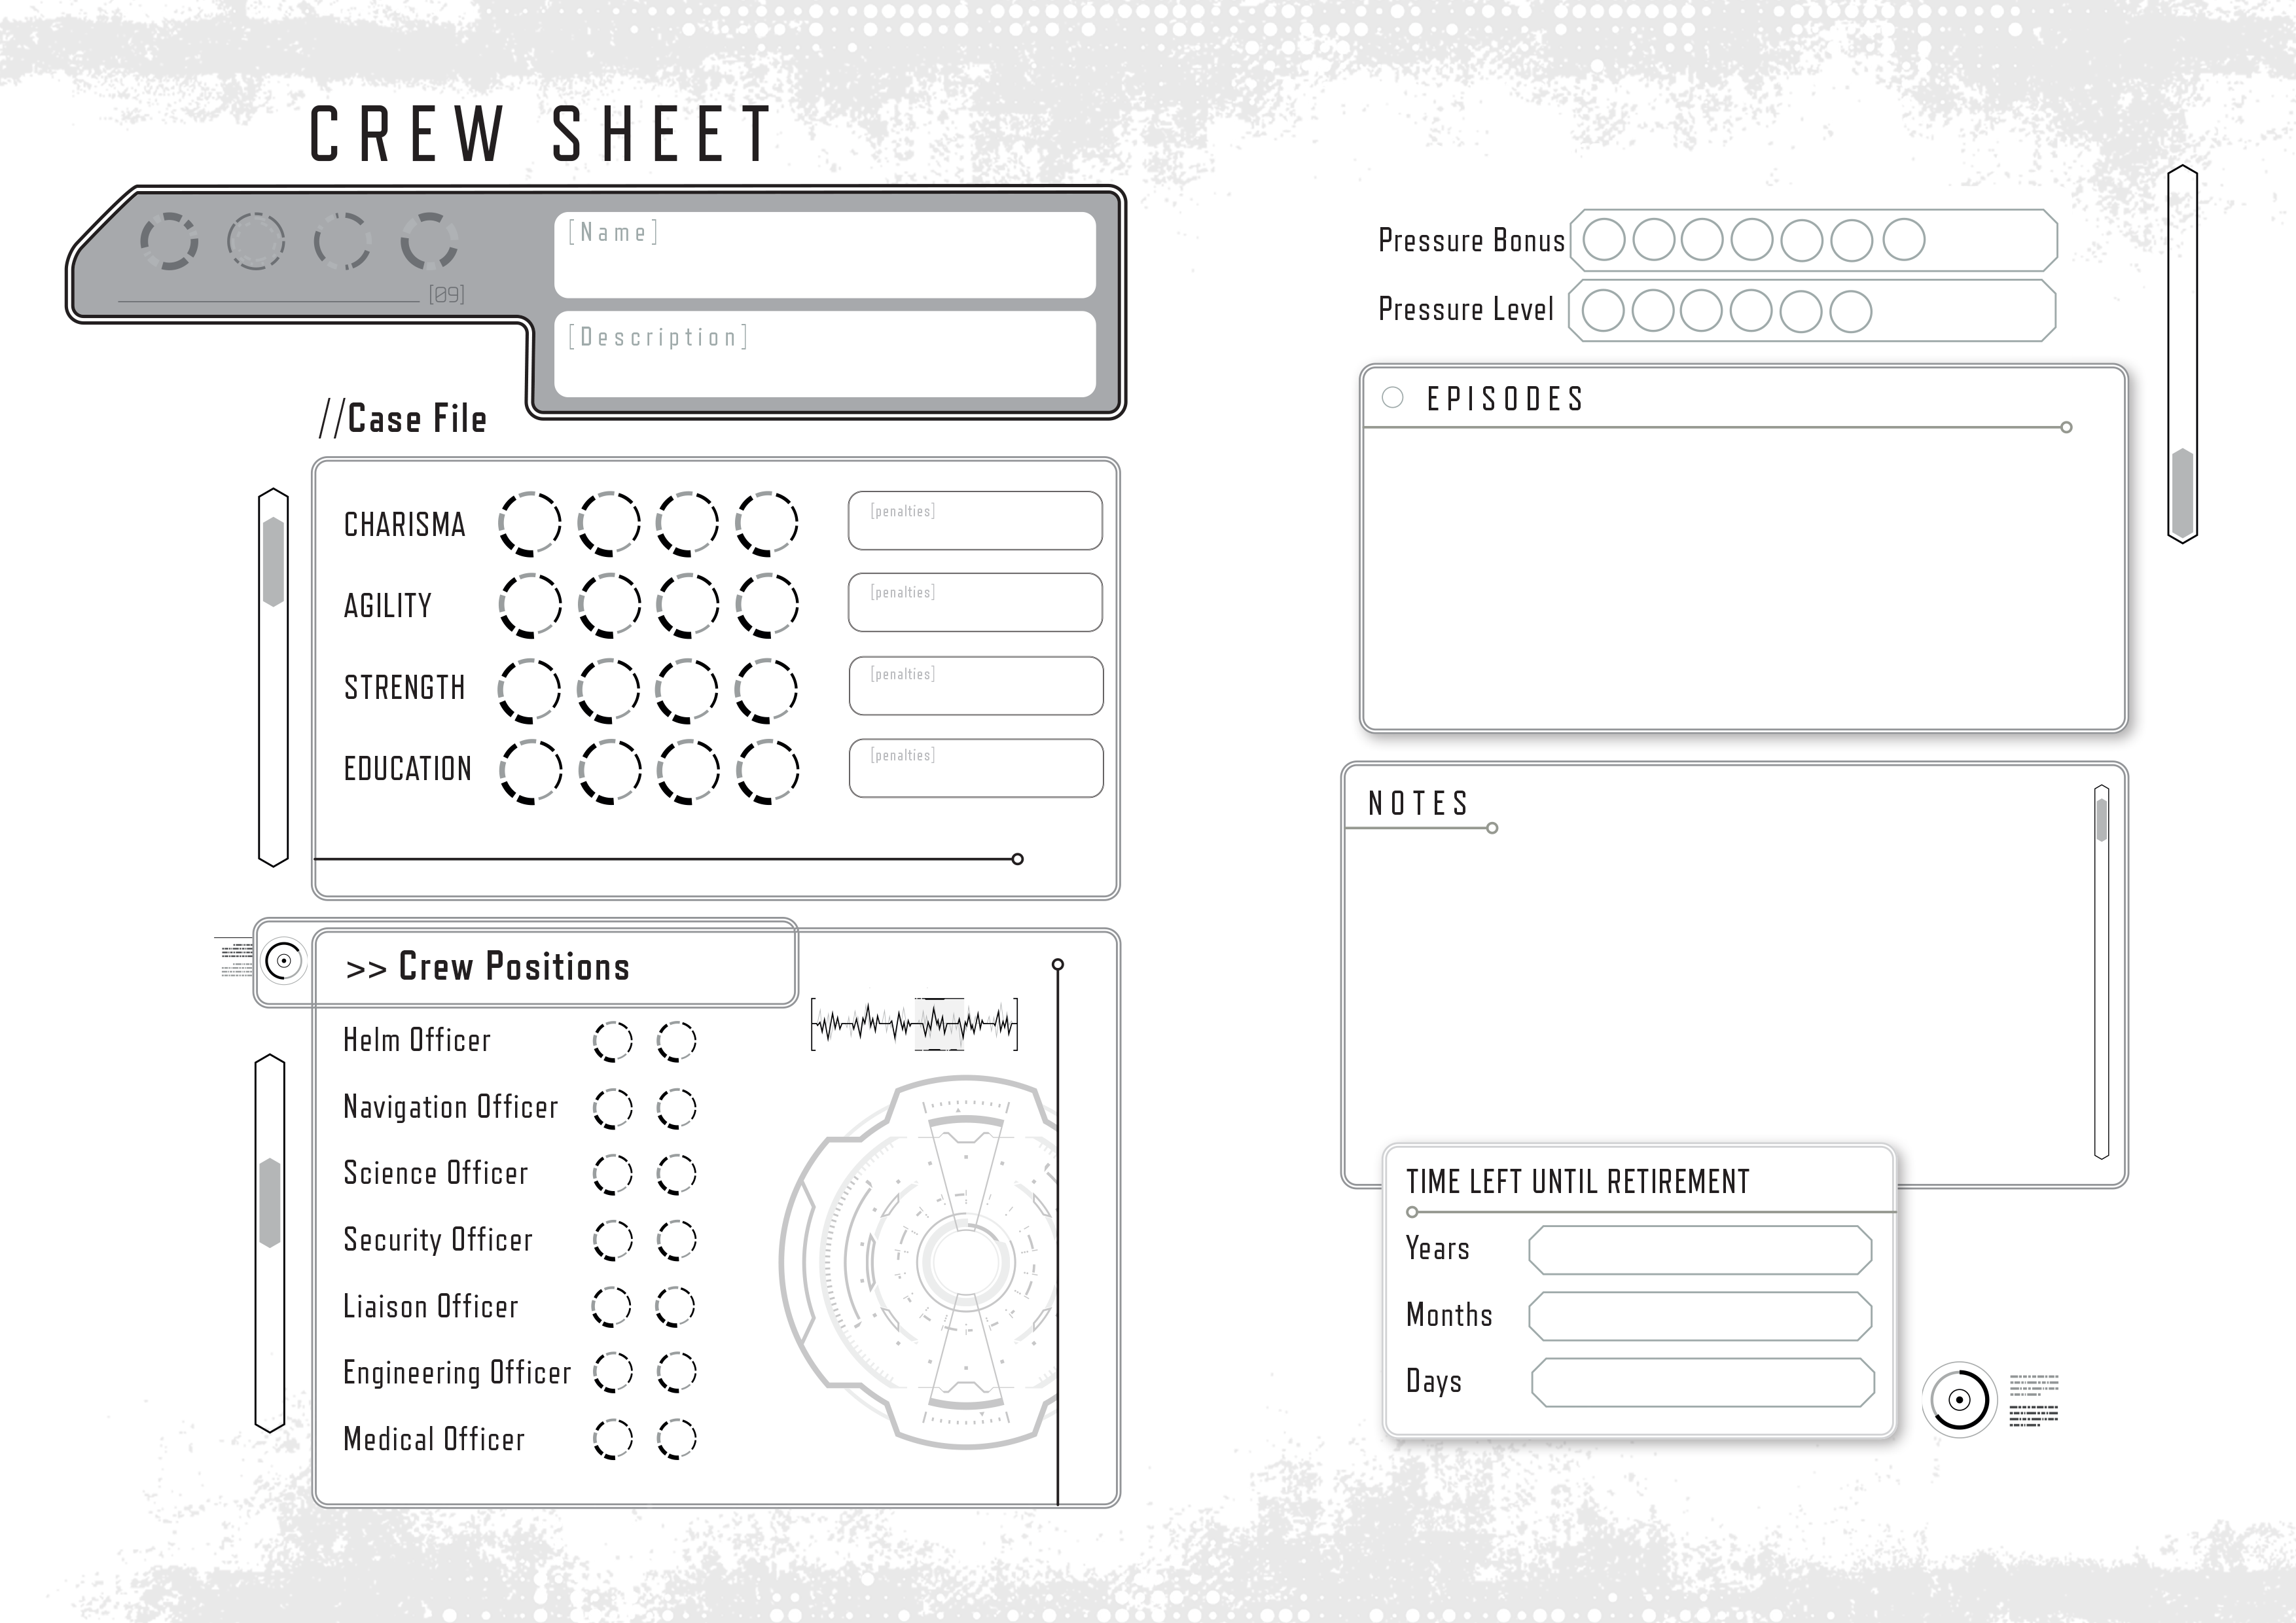 CREW SHEET
[09]
[Name]
[Description]
//Case File
CHARISMA
[penalties]
AGILITY
[penalties]
STRENGTH
[penalties]
EDUCATION
[penalties]
>> Crew Positions
Helm Officer
Navigation Officer
Science Officer
Security Officer
Liaison Officer
Engineering Officer
Medical Officer
Pressure Bonus
Pressure Level
EPISODES
NOTES
TIME LEFT UNTIL RETIREMENT
Years
Months
Days